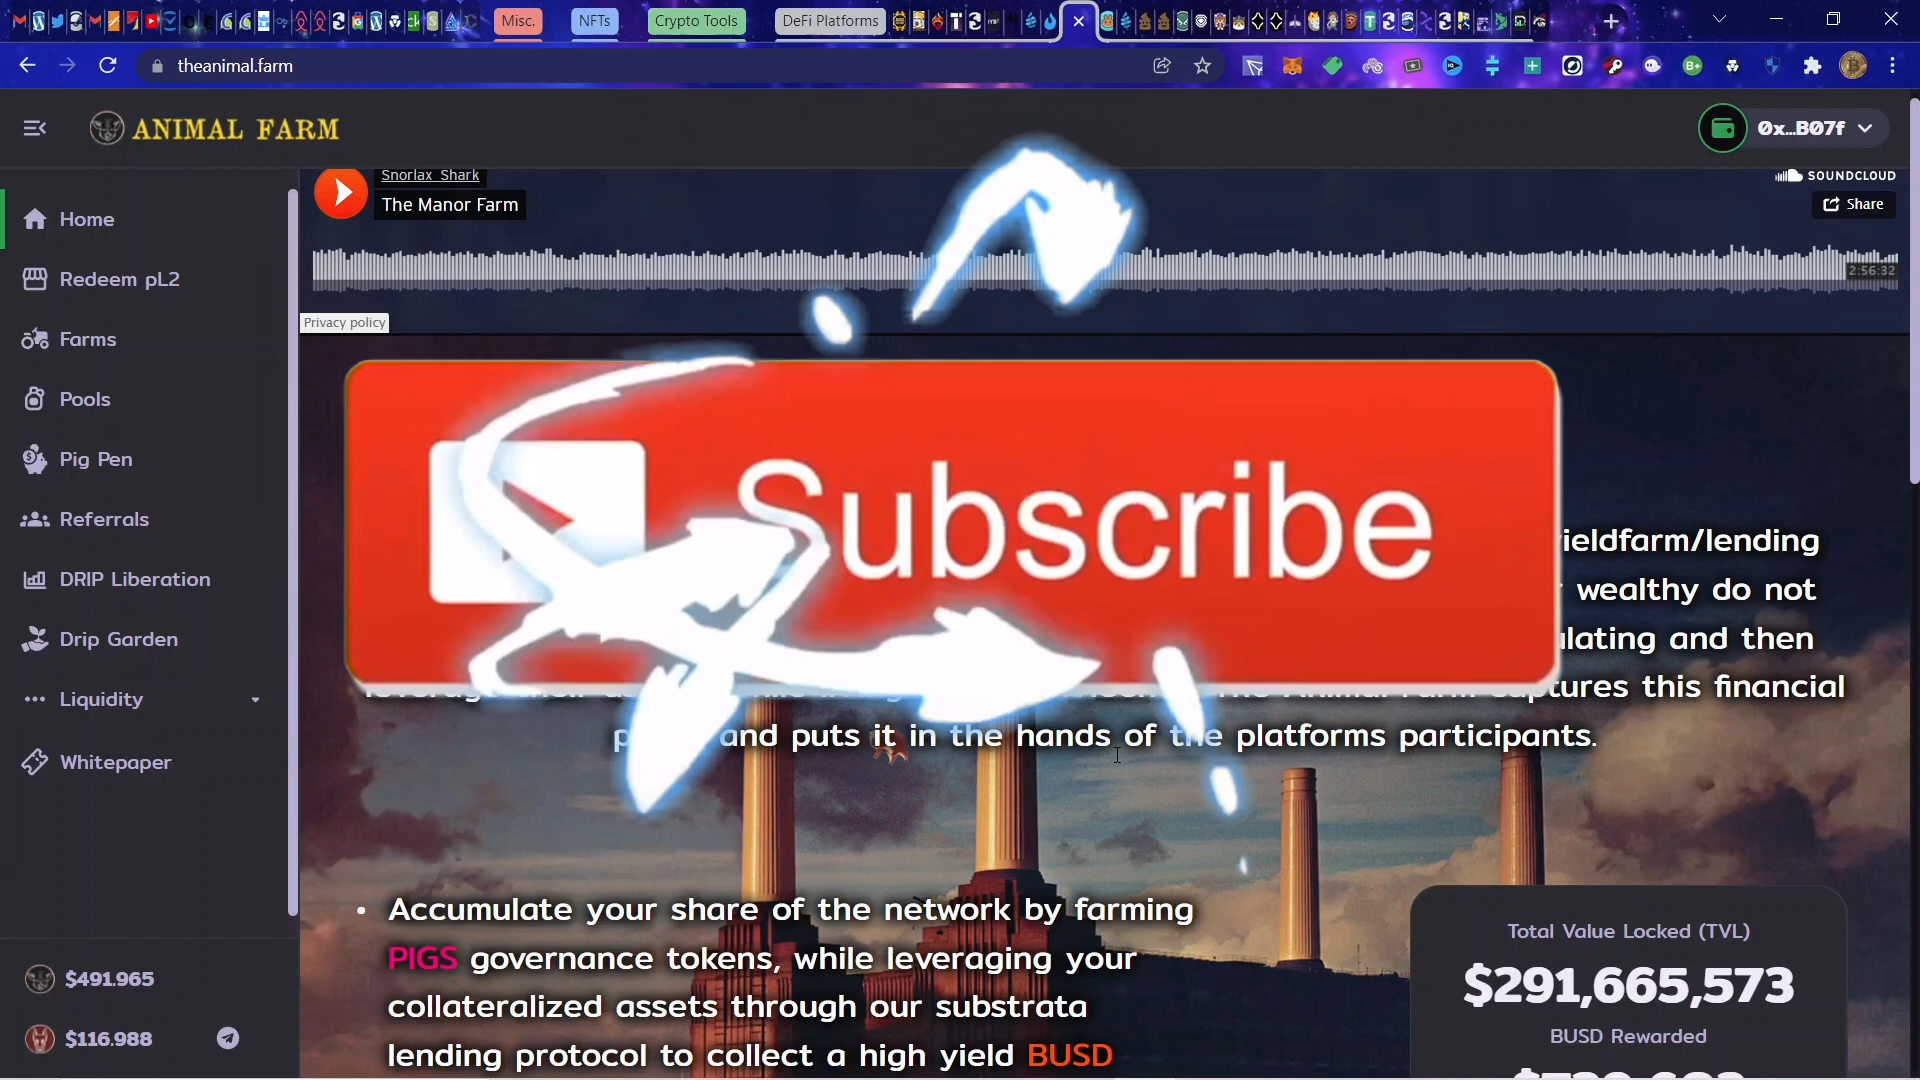 Misc.
NFTs
Crypto Tools
DeFi Platforms
theanimal.farm
ANIMAL FARM
0x...B07f
Snorlax Shark
The Manor Farm
SOUNDCLOUD
Share
2:56:32
Privacy policy
Home
Redeem pL2
Farms
Pools
Pig Pen
Referrals
DRIP Liberation
Drip Garden
Liquidity
Whitepaper
$491.965
$116.988
Subscribe
ieldfarm/lending
wealthy do not
lating and then
captures this financial
and puts it in the hands of the platforms participants.
• Accumulate your share of the network by farming
PIGS governance tokens, while leveraging your
collateralized assets through our substrata
lending protocol to collect a high yield BUSD
Total Value Locked (TVL)
$291,665,573
BUSD Rewarded